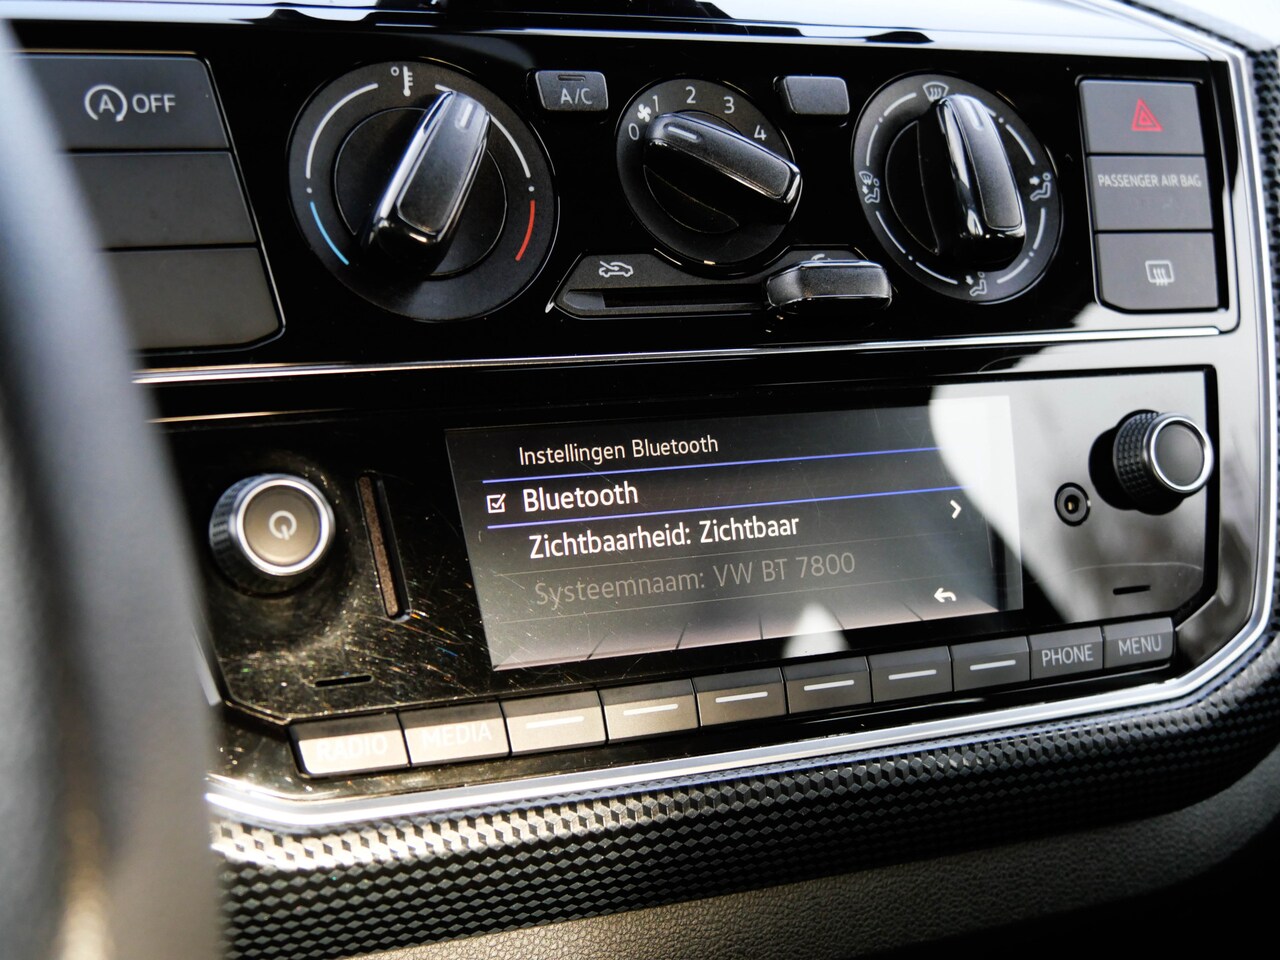 A OFF
A/C
0 1 2 3 4
PASSENGER AIR BAG
Instellingen Bluetooth
Bluetooth
Zichtbaarheid: Zichtbaar
Systeemnaam: VW BT 7800
RADIO
MEDIA
PHONE
MENU